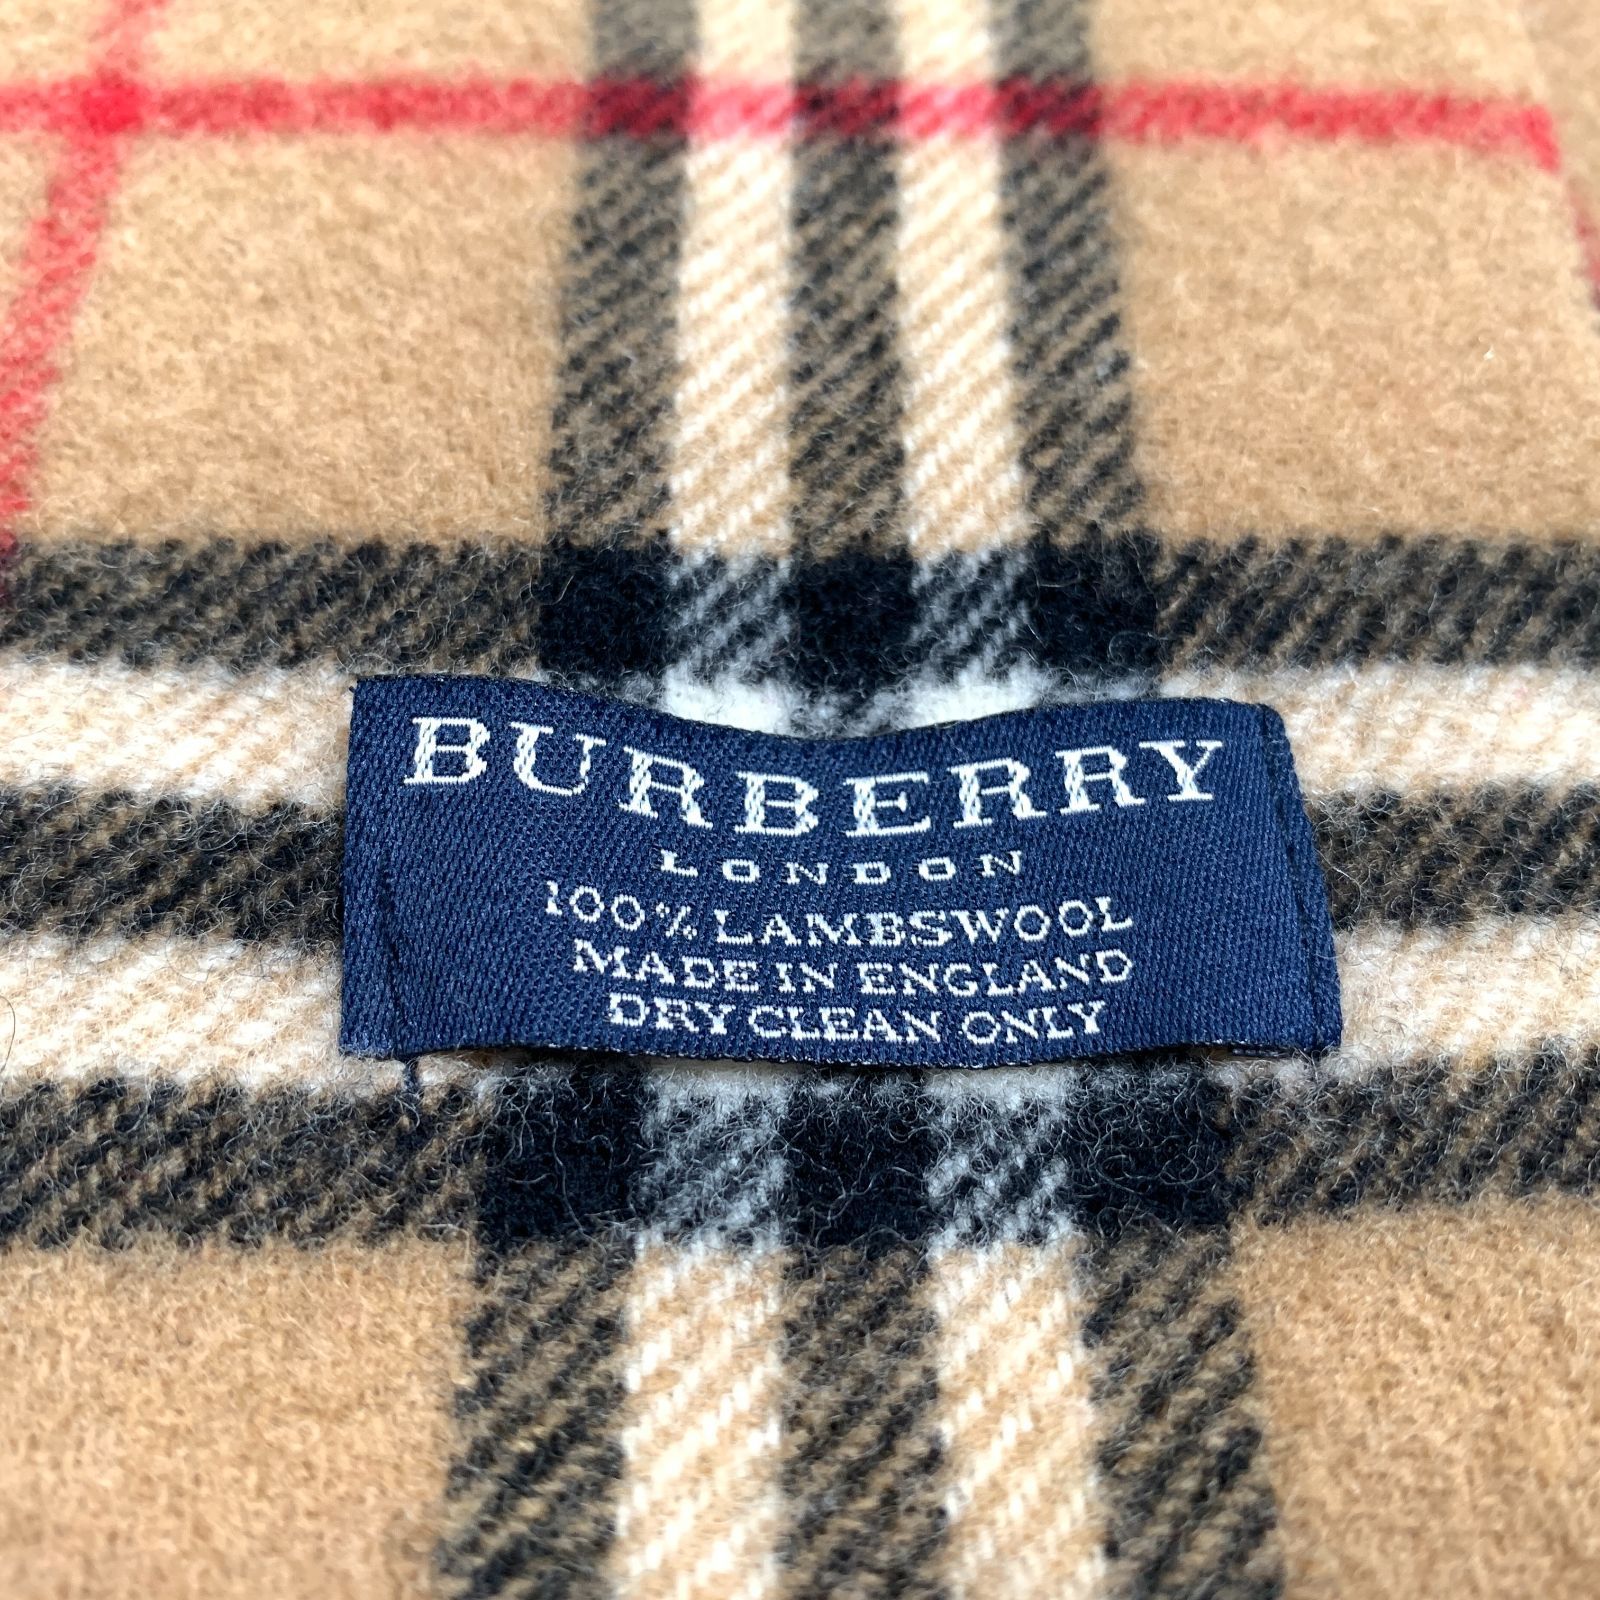 BURBERRY
LONDON
100% LAMBSWOOL
MADE IN ENGLAND
DRY CLEAN ONLY